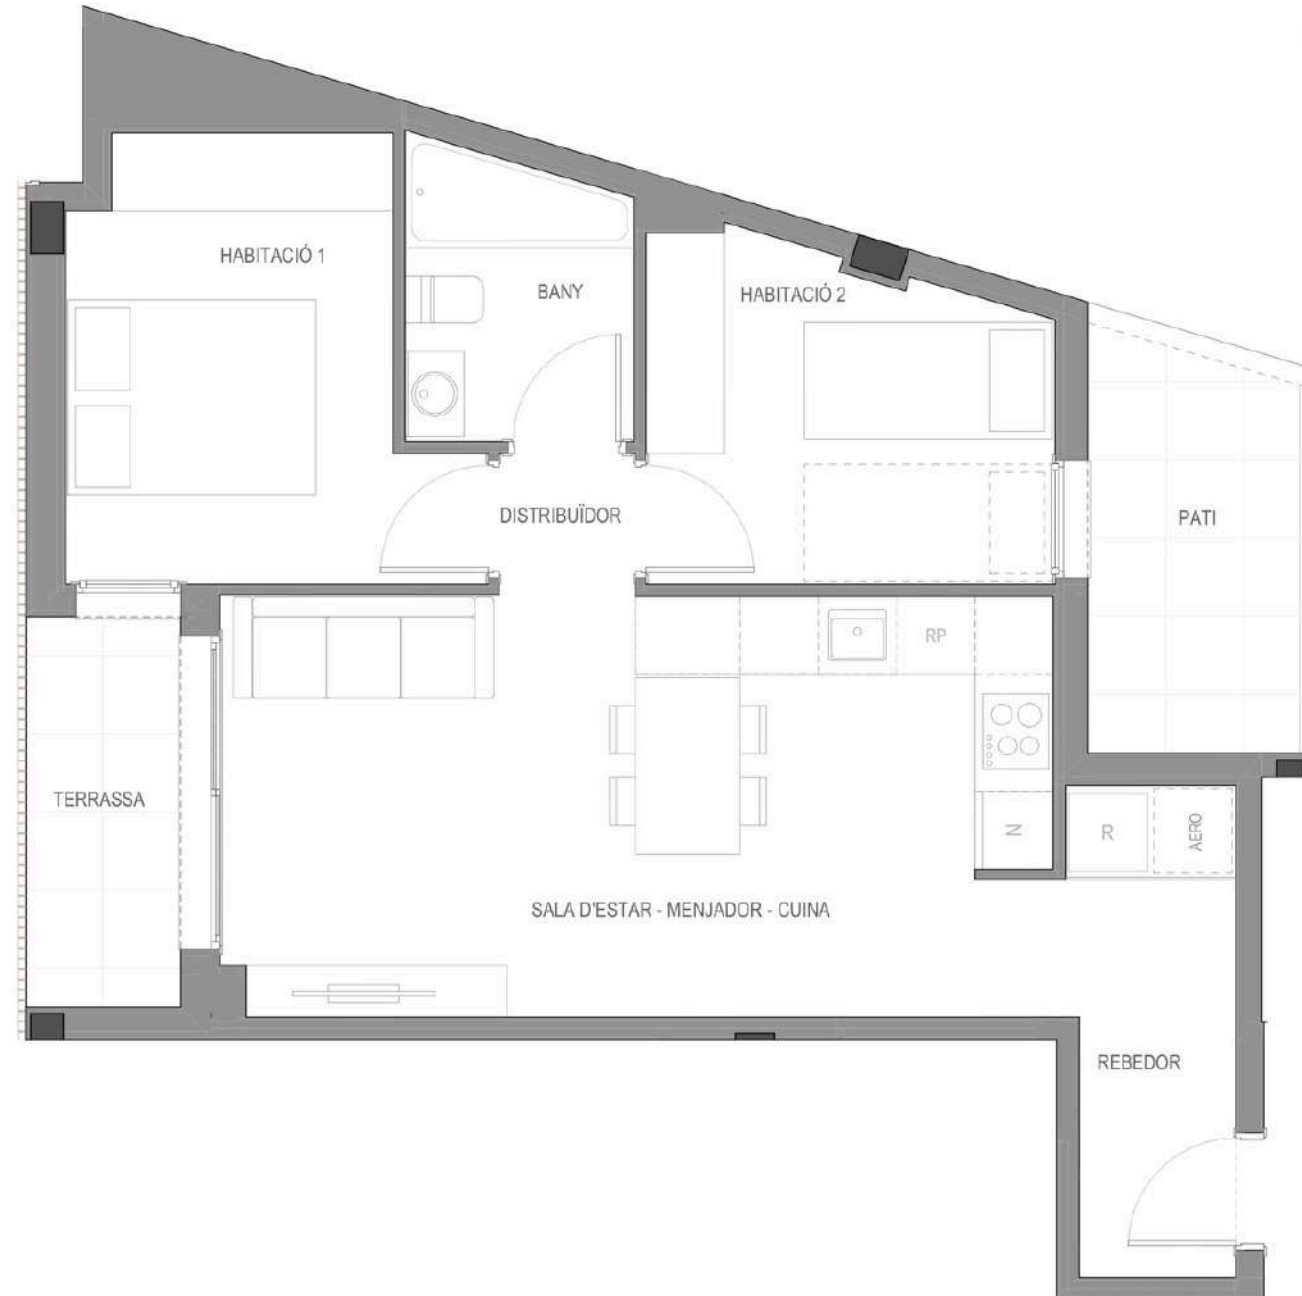 HABITACIÓ 1
BANY
HABITACIÓ 2
DISTRIBUÏDOR
PATI
RP
TERRASSA
N
R
AERO
SALA D'ESTAR - MENJADOR - CUINA
REBEDOR